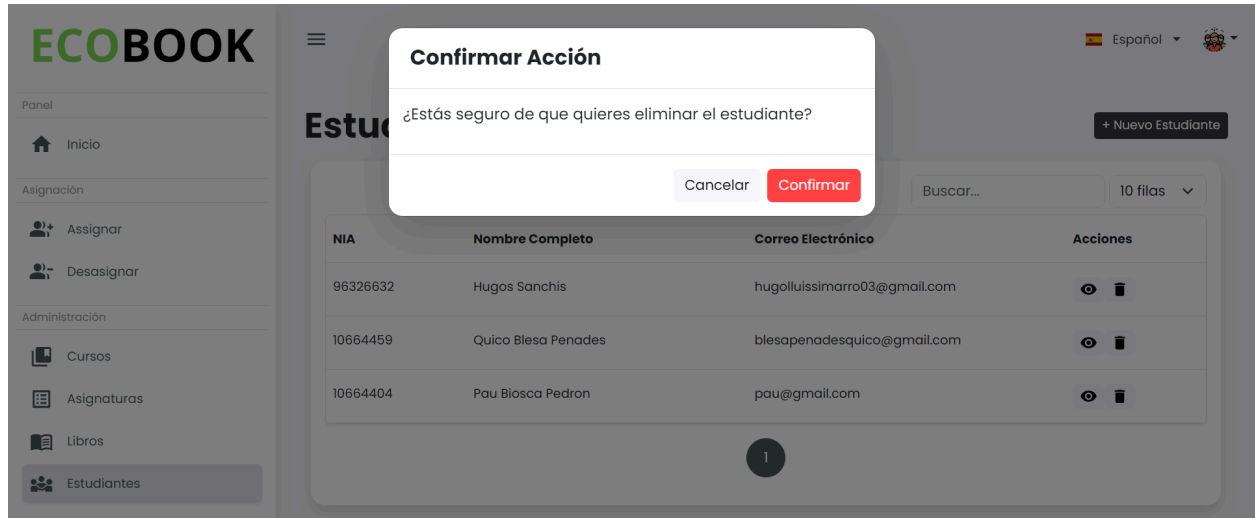 ECOBOOK
Español
Confirmar Acción
¿Estás seguro de que quieres eliminar el estudiante?
Cancelar
Confirmar
Panel
Inicio
Asignación
Assignar
Desasignar
Administración
Cursos
Asignaturas
Libros
Estudiantes
Estu
+ Nuevo Estudiante
Buscar...
10 filas
NIA Nombre Completo Correo Electrónico Acciones
96326632 Hugos Sanchis hugolluissimarro03@gmail.com
10664459 Quico Blesa Penades blesapenadesquico@gmail.com
10664404 Pau Biosca Pedron pau@gmail.com
1